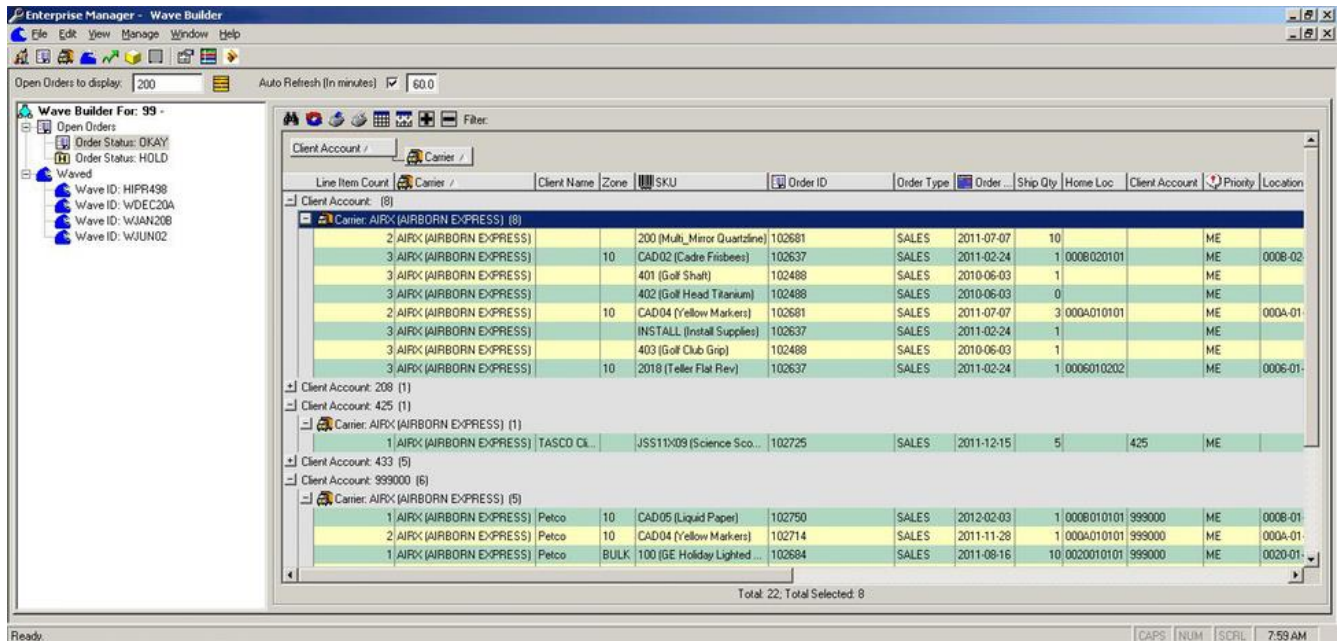 Enterprise Manager - Wave Builder
File Edit View Manage Window Help
Open Orders to display: 200 Auto Refresh (In minutes) 60.0
Wave Builder For: 99 -
Open Orders
Order Status: OKAY
Order Status: HOLD
Waved
Wave ID: HIPR498
Wave ID: WDEC20A
Wave ID: WJAN20B
Wave ID: WJUN02
Filter:
Client Account /
Carrier /
Line Item Count Carrier / Client Name Zone SKU Order ID Order Type Order ... Ship Qty Home Loc Client Account Priority Location
Client Account: (8)
Carrier: AIRX (AIRBORN EXPRESS) (8)
2 AIRX (AIRBORN EXPRESS) 200 (Multi_Mirror Quartzline) 102681 SALES 2011-07-07 10 ME
3 AIRX (AIRBORN EXPRESS) 10 CAD02 (Cadre Frisbees) 102637 SALES 2011-02-24 1 000B020101 ME 000B-02-
3 AIRX (AIRBORN EXPRESS) 401 (Golf Shaft) 102488 SALES 2010-06-03 1 ME
3 AIRX (AIRBORN EXPRESS) 402 (Golf Head Titanium) 102488 SALES 2010-06-03 0 ME
2 AIRX (AIRBORN EXPRESS) 10 CAD04 (Yellow Markers) 102681 SALES 2011-07-07 3 000A010101 ME 000A-01-
3 AIRX (AIRBORN EXPRESS) INSTALL (Install Supplies) 102637 SALES 2011-02-24 1 ME
3 AIRX (AIRBORN EXPRESS) 403 (Golf Club Grip) 102488 SALES 2010-06-03 1 ME
3 AIRX (AIRBORN EXPRESS) 10 2018 (Teller Flat Rev) 102637 SALES 2011-02-24 1 0006010202 ME 0006-01-
Client Account: 208 (1)
Client Account: 425 (1)
Carrier: AIRX (AIRBORN EXPRESS) (1)
1 AIRX (AIRBORN EXPRESS) TASCO Cli... JSS11X09 (Science Sco... 102725 SALES 2011-12-15 5 425 ME
Client Account: 433 (5)
Client Account: 999000 (6)
Carrier: AIRX (AIRBORN EXPRESS) (5)
1 AIRX (AIRBORN EXPRESS) Petco 10 CAD05 (Liquid Paper) 102750 SALES 2012-02-03 1 000B010101 999000 ME 000B-01-
2 AIRX (AIRBORN EXPRESS) Petco 10 CAD04 (Yellow Markers) 102714 SALES 2011-11-28 1 000A010101 999000 ME 000A-01-
1 AIRX (AIRBORN EXPRESS) Petco BULK 100 (GE Holiday Lighted ... 102684 SALES 2011-08-16 10 0020010101 999000 ME 0020-01-
Total: 22; Total Selected: 8
Ready. CAPS NUM SCRL 7:59 AM